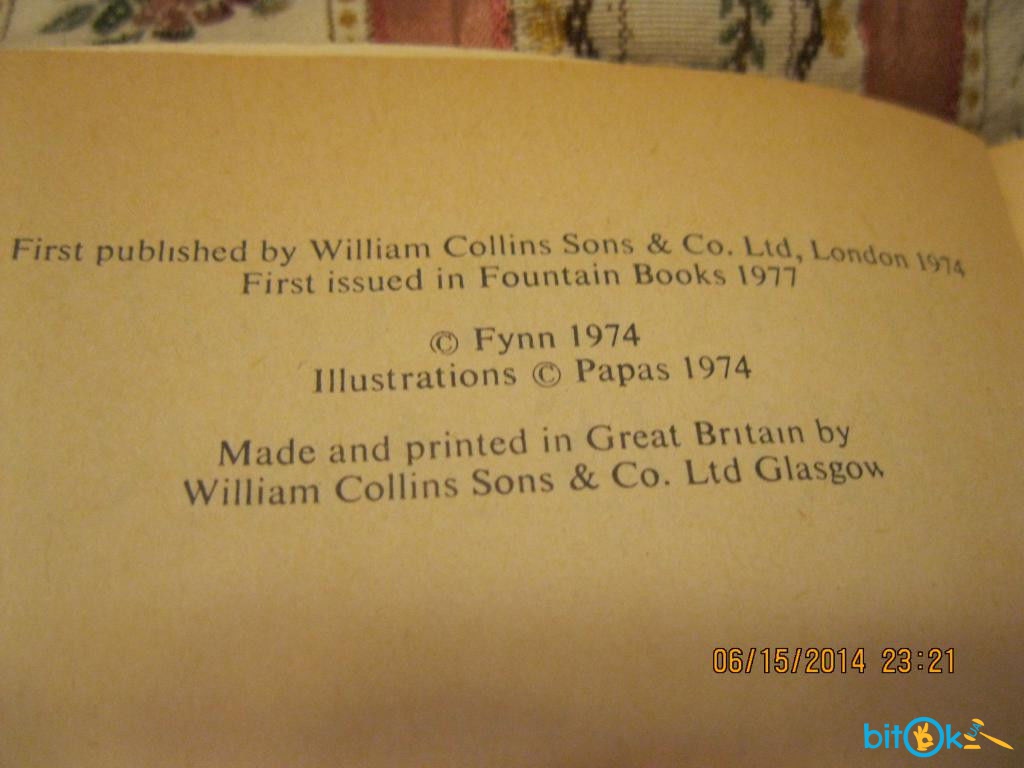 First published by William Collins Sons & Co. Ltd, London 1974
First issued in Fountain Books 1977
© Fynn 1974
Illustrations © Papas 1974
Made and printed in Great Britain by
William Collins Sons & Co. Ltd Glasgow
06/15/2014 23:21
bitOk UA